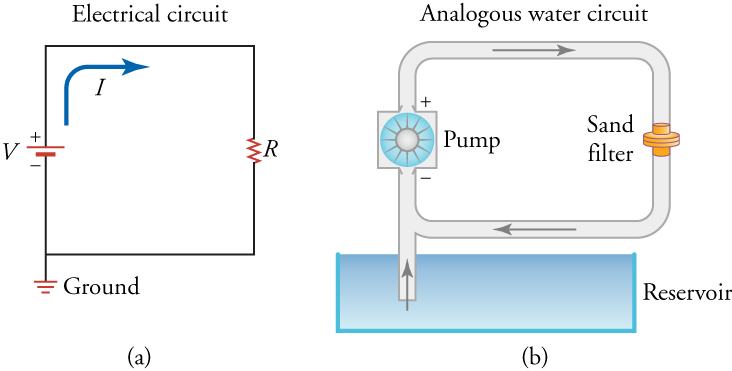 Electrical circuit
I
V
+
−
R
Ground
(a)
Analogous water circuit
+
Pump
−
Sand
filter
Reservoir
(b)